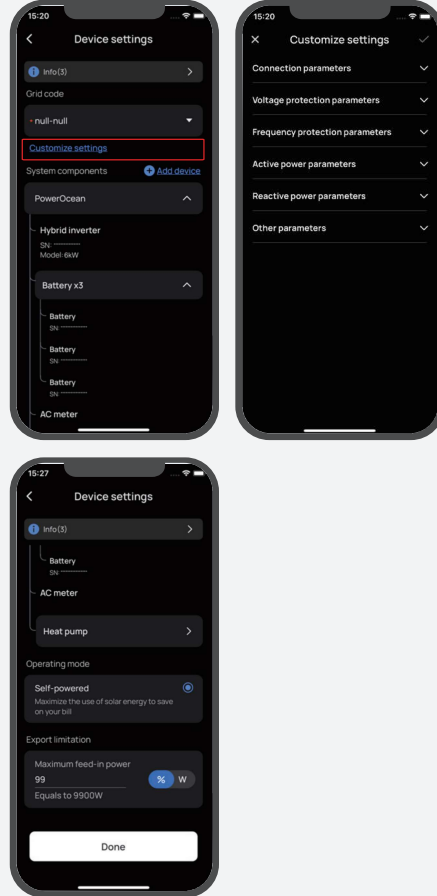 15:20
Device settings
Info(3)
Grid code
* null-null
Customize settings
System components
Add device
PowerOcean
Hybrid inverter
SN:
Model: 6kW
Battery x3
Battery
SN:
Battery
SN:
Battery
SN:
AC meter
15:20
Customize settings
Connection parameters
Voltage protection parameters
Frequency protection parameters
Active power parameters
Reactive power parameters
Other parameters
15:27
Device settings
Info(3)
Battery
SN:
AC meter
Heat pump
Operating mode
Self-powered
Maximize the use of solar energy to save
on your bill
Export limitation
Maximum feed-in power
99
% W
Equals to 9900W
Done